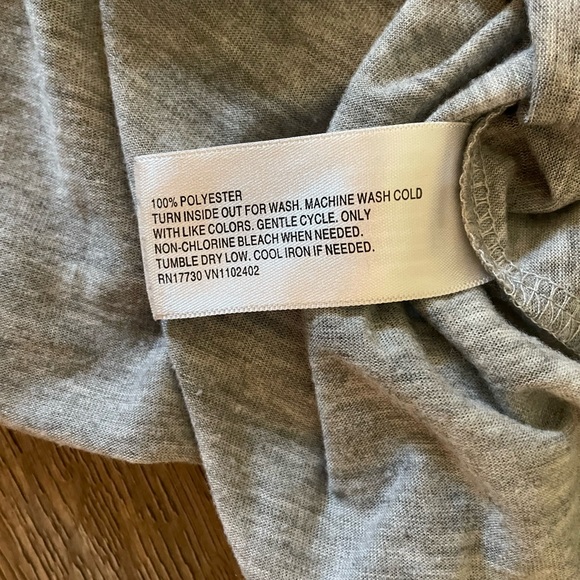 100% POLYESTER
TURN INSIDE OUT FOR WASH. MACHINE WASH COLD
WITH LIKE COLORS. GENTLE CYCLE. ONLY
NON-CHLORINE BLEACH WHEN NEEDED.
TUMBLE DRY LOW. COOL IRON IF NEEDED.
RN17730 VN1102402